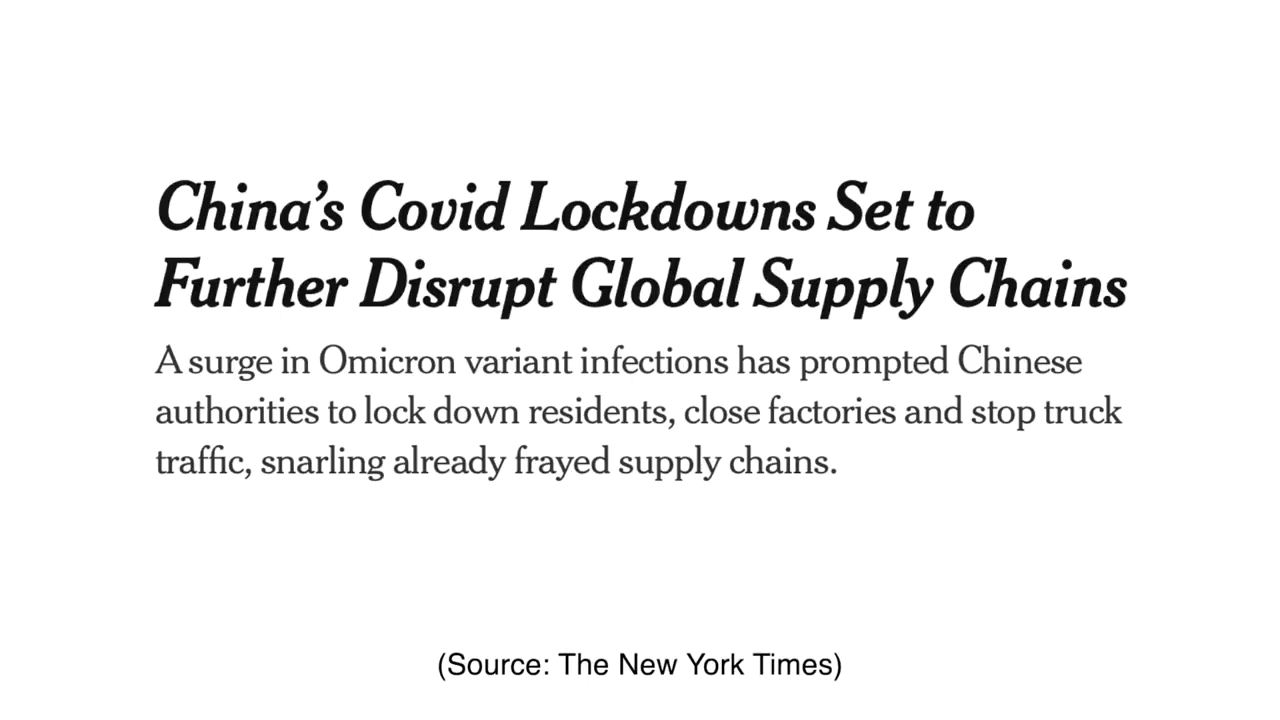 China’s Covid Lockdowns Set to
Further Disrupt Global Supply Chains
A surge in Omicron variant infections has prompted Chinese
authorities to lock down residents, close factories and stop truck
traffic, snarling already frayed supply chains.
(Source: The New York Times)